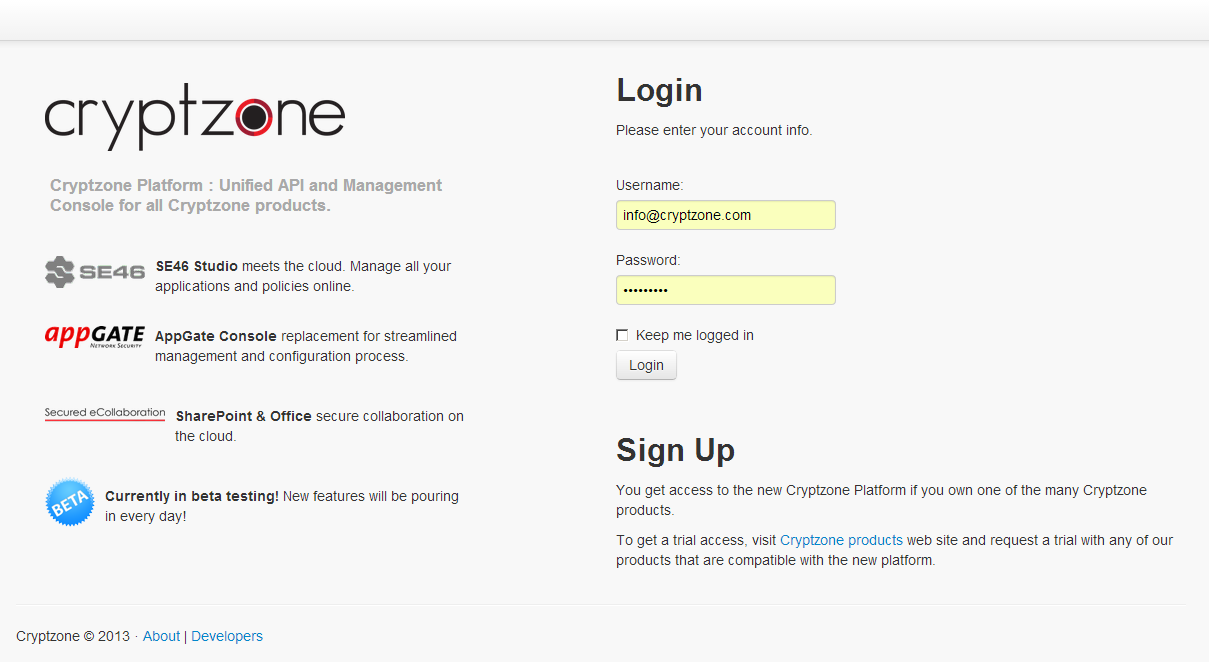 cryptzone
Cryptzone Platform : Unified API and Management
Console for all Cryptzone products.
SE46
SE46 Studio meets the cloud. Manage all your
applications and policies online.
appGATE
NETWORK SECURITY
AppGate Console replacement for streamlined
management and configuration process.
Secured eCollaboration
SharePoint & Office secure collaboration on
the cloud.
BETA
Currently in beta testing! New features will be pouring
in every day!
Login
Please enter your account info.
Username:
info@cryptzone.com
Password:
•••••••••
Keep me logged in
Login
Sign Up
You get access to the new Cryptzone Platform if you own one of the many Cryptzone
products.
To get a trial access, visit Cryptzone products web site and request a trial with any of our
products that are compatible with the new platform.
Cryptzone © 2013 · About | Developers